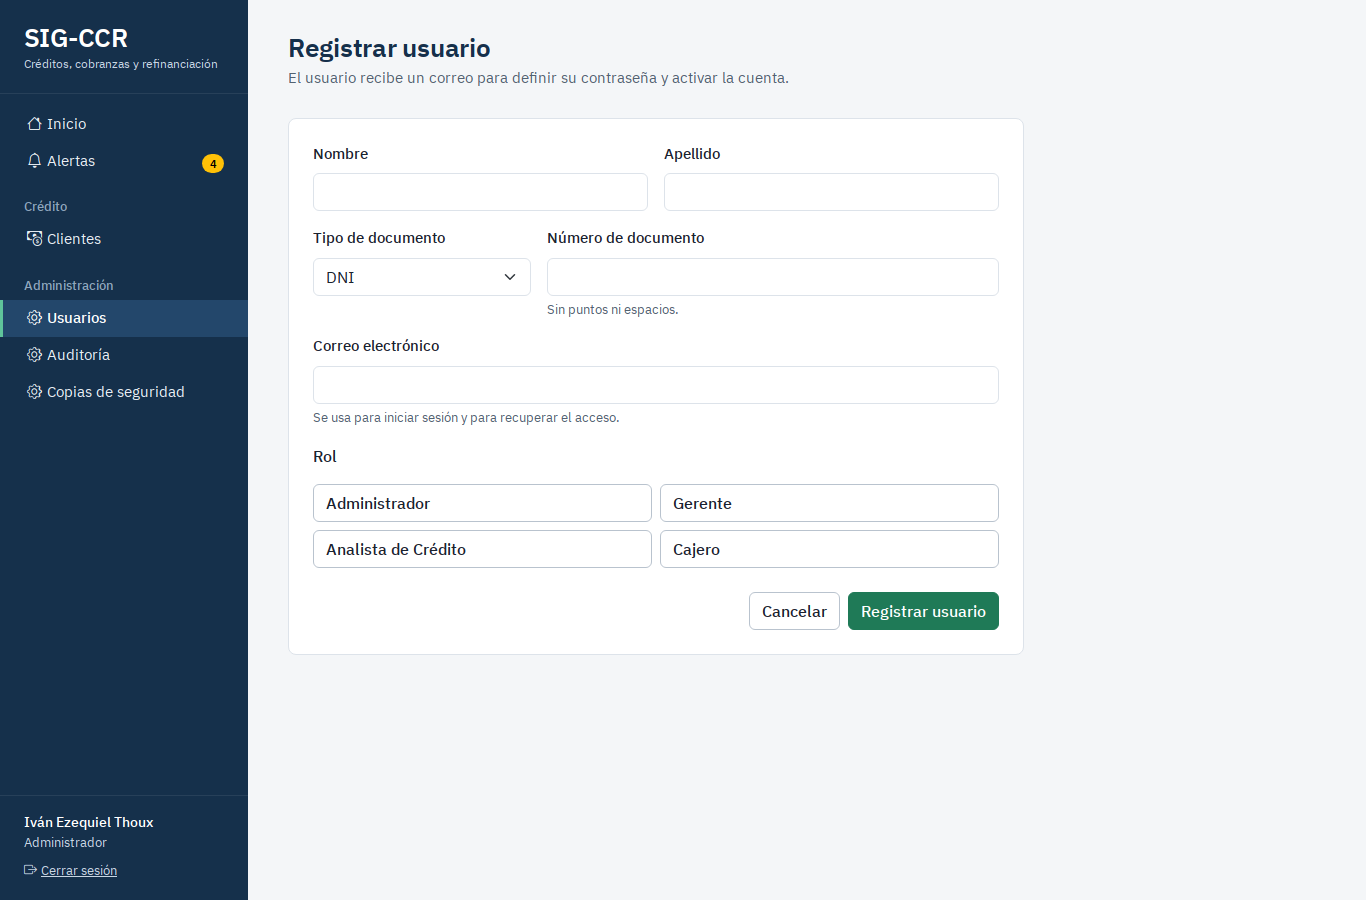 SIG-CCR
Créditos, cobranzas y refinanciación
Inicio
Alertas
4
Crédito
Clientes
Administración
Usuarios
Auditoría
Copias de seguridad
Iván Ezequiel Thoux
Administrador
Cerrar sesión
Registrar usuario
El usuario recibe un correo para definir su contraseña y activar la cuenta.
Nombre
Apellido
Tipo de documento
Número de documento
DNI
Sin puntos ni espacios.
Correo electrónico
Se usa para iniciar sesión y para recuperar el acceso.
Rol
Administrador
Gerente
Analista de Crédito
Cajero
Cancelar
Registrar usuario